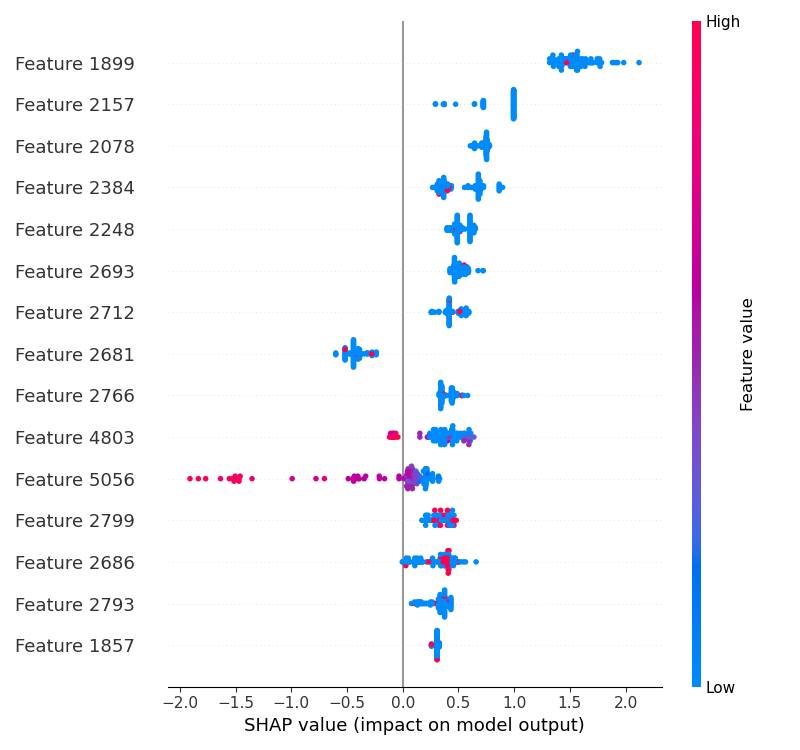 High
Feature 1899
Feature 2157
Feature 2078
Feature 2384
Feature 2248
Feature 2693
Feature 2712
Feature 2681
Feature 2766
Feature 4803
Feature 5056
Feature 2799
Feature 2686
Feature 2793
Feature 1857
Feature value
Low
−2.0 −1.5 −1.0 −0.5 0.0 0.5 1.0 1.5 2.0
SHAP value (impact on model output)